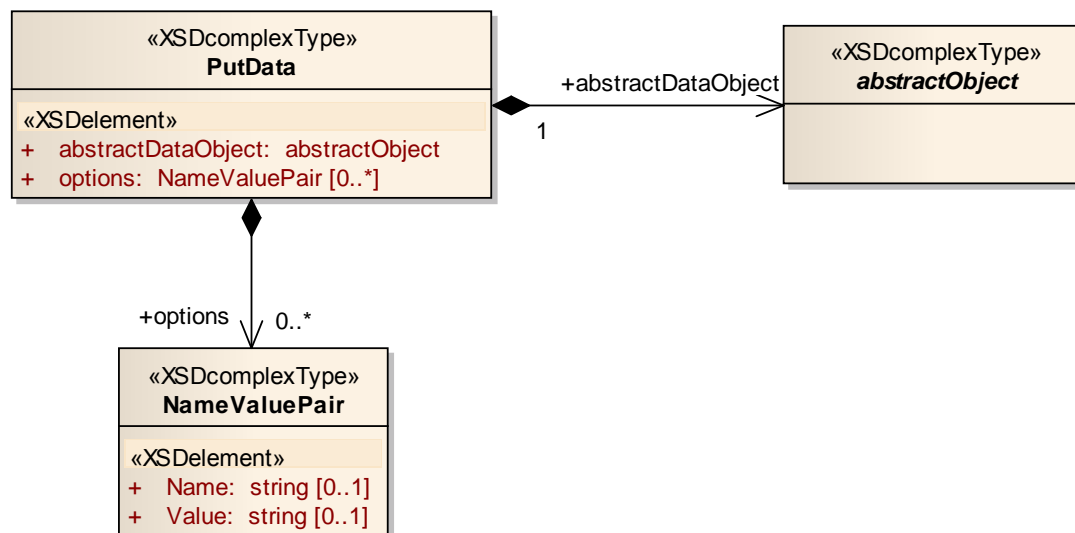 «XSDcomplexType»
PutData
«XSDelement»
+ abstractDataObject: abstractObject
+ options: NameValuePair [0..*]
+abstractDataObject
1
«XSDcomplexType»
abstractObject
+options
0..*
«XSDcomplexType»
NameValuePair
«XSDelement»
+ Name: string [0..1]
+ Value: string [0..1]